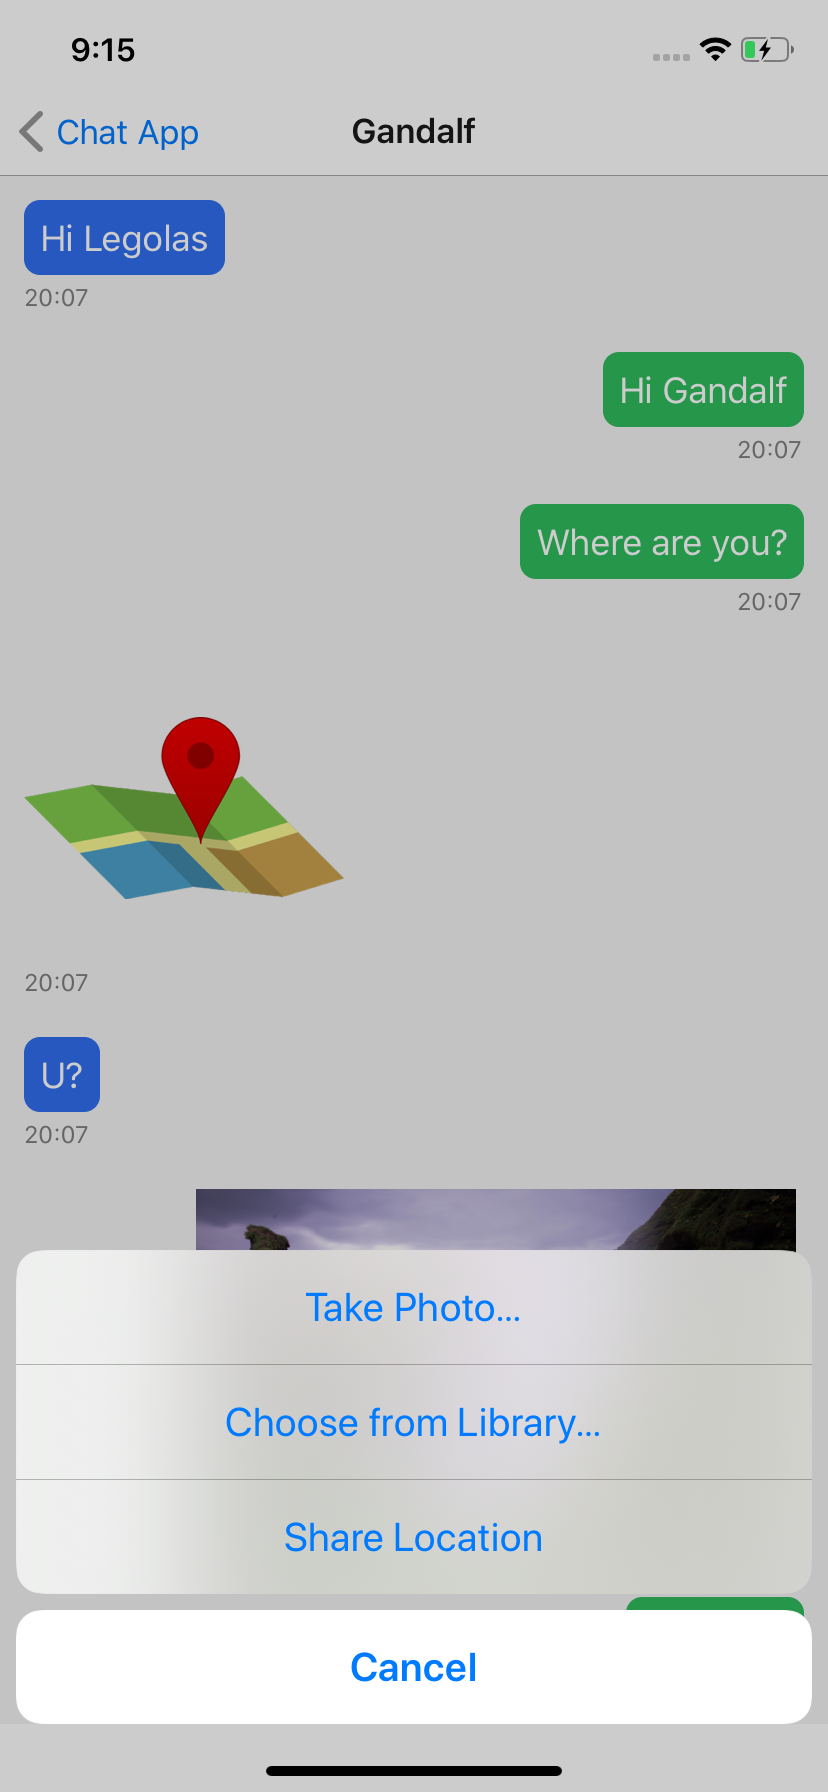 9:15
Chat App
Gandalf
Hi Legolas
20:07
Hi Gandalf
20:07
Where are you?
20:07
20:07
U?
20:07
Take Photo...
Choose from Library...
Share Location
Cancel